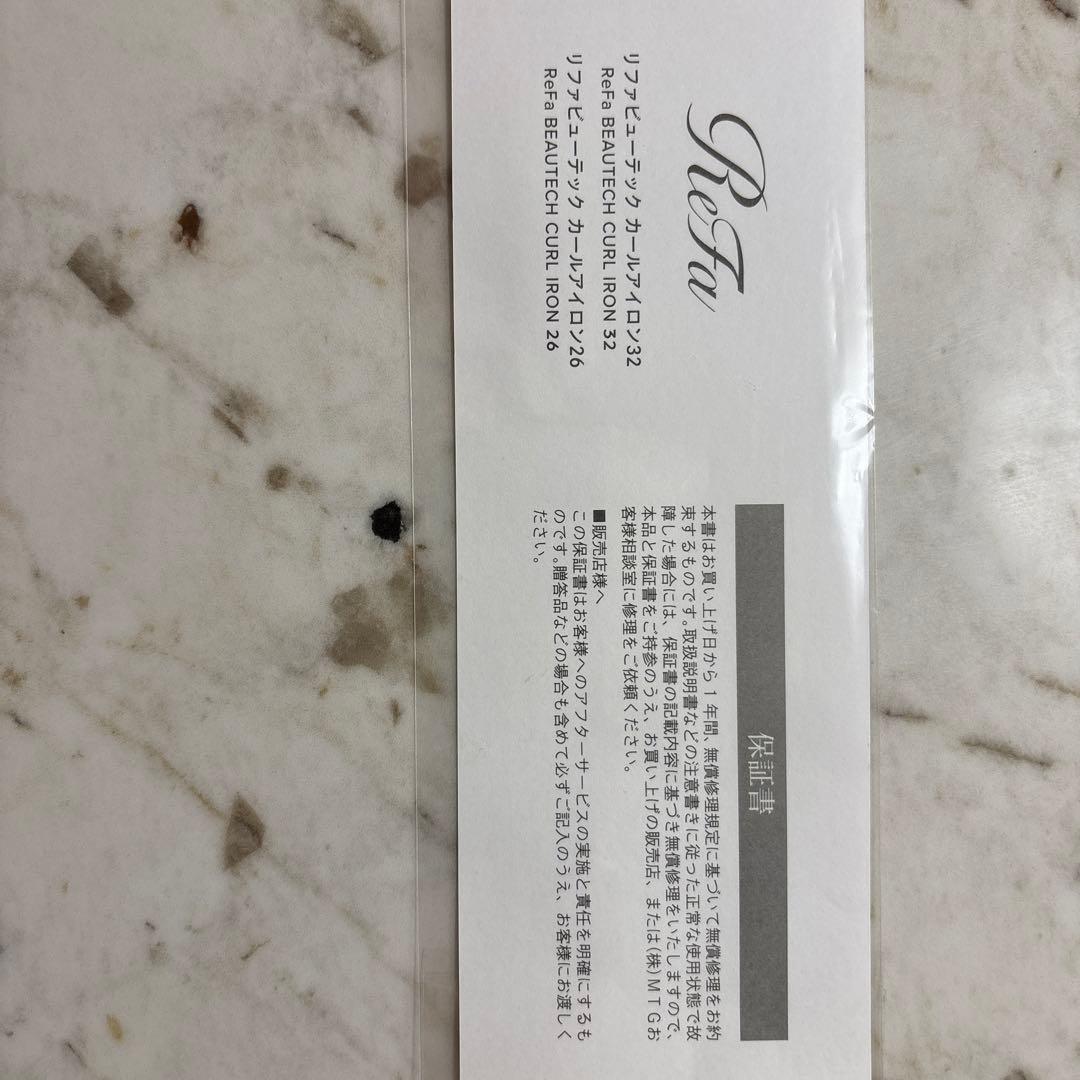 ReFa
リファビューテック カールアイロン32
ReFa BEAUTECH CURL IRON 32
リファビューテック カールアイロン26
ReFa BEAUTECH CURL IRON 26
保証書
本書はお買い上げ日から１年間、無償修理規定に基づいて無償修理をお約
束するものです。取扱説明書などの注意書きに従った正常な使用状態で故
障した場合には、保証書の記載内容に基づき無償修理をいたしますので、
本品と保証書をご持参のうえ、お買い上げの販売店、または(株)ＭＴＧお
客様相談室に修理をご依頼ください。
■販売店様へ
この保証書はお客様へのアフターサービスの実施と責任を明確にするも
のです。贈答品などの場合も含めて必ずご記入のうえ、お客様にお渡しく
ださい。